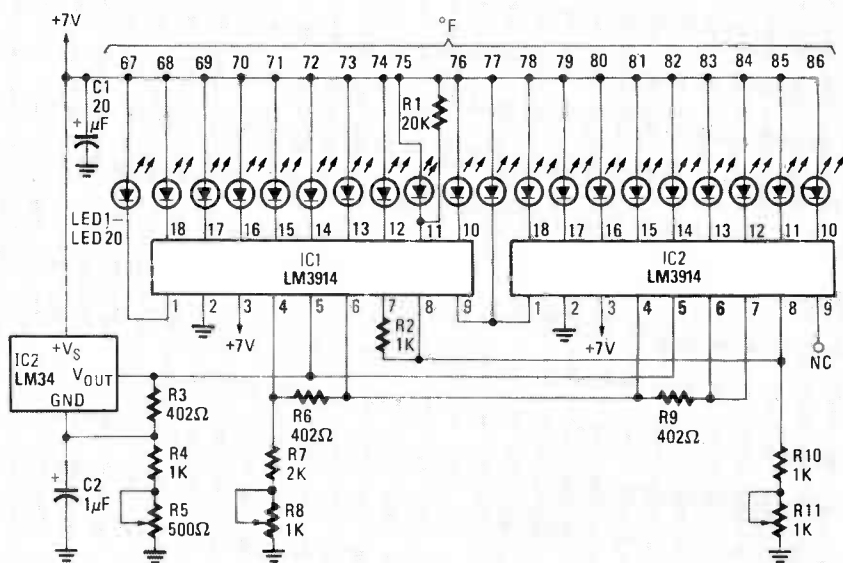 °F
+7V
67 68 69 70 71 72 73 74 75 76 77 78 79 80 81 82 83 84 85 86
C1
20
μF
+
R1
20K
LED1–
LED20
18 17 16 15 14 13 12 11 10
IC1
LM3914
1 2 3 4 5 6 7 8 9
18 17 16 15 14 13 12 11 10
IC2
LM3914
1 2 3 4 5 6 7 8 9
+7V
R2
1K
+7V
NC
IC2
LM34
+VS
VOUT
GND
R3
402Ω
R6
402Ω
R9
402Ω
+
C2
1μF
R4
1K
R5
500Ω
R7
2K
R8
1K
R10
1K
R11
1K